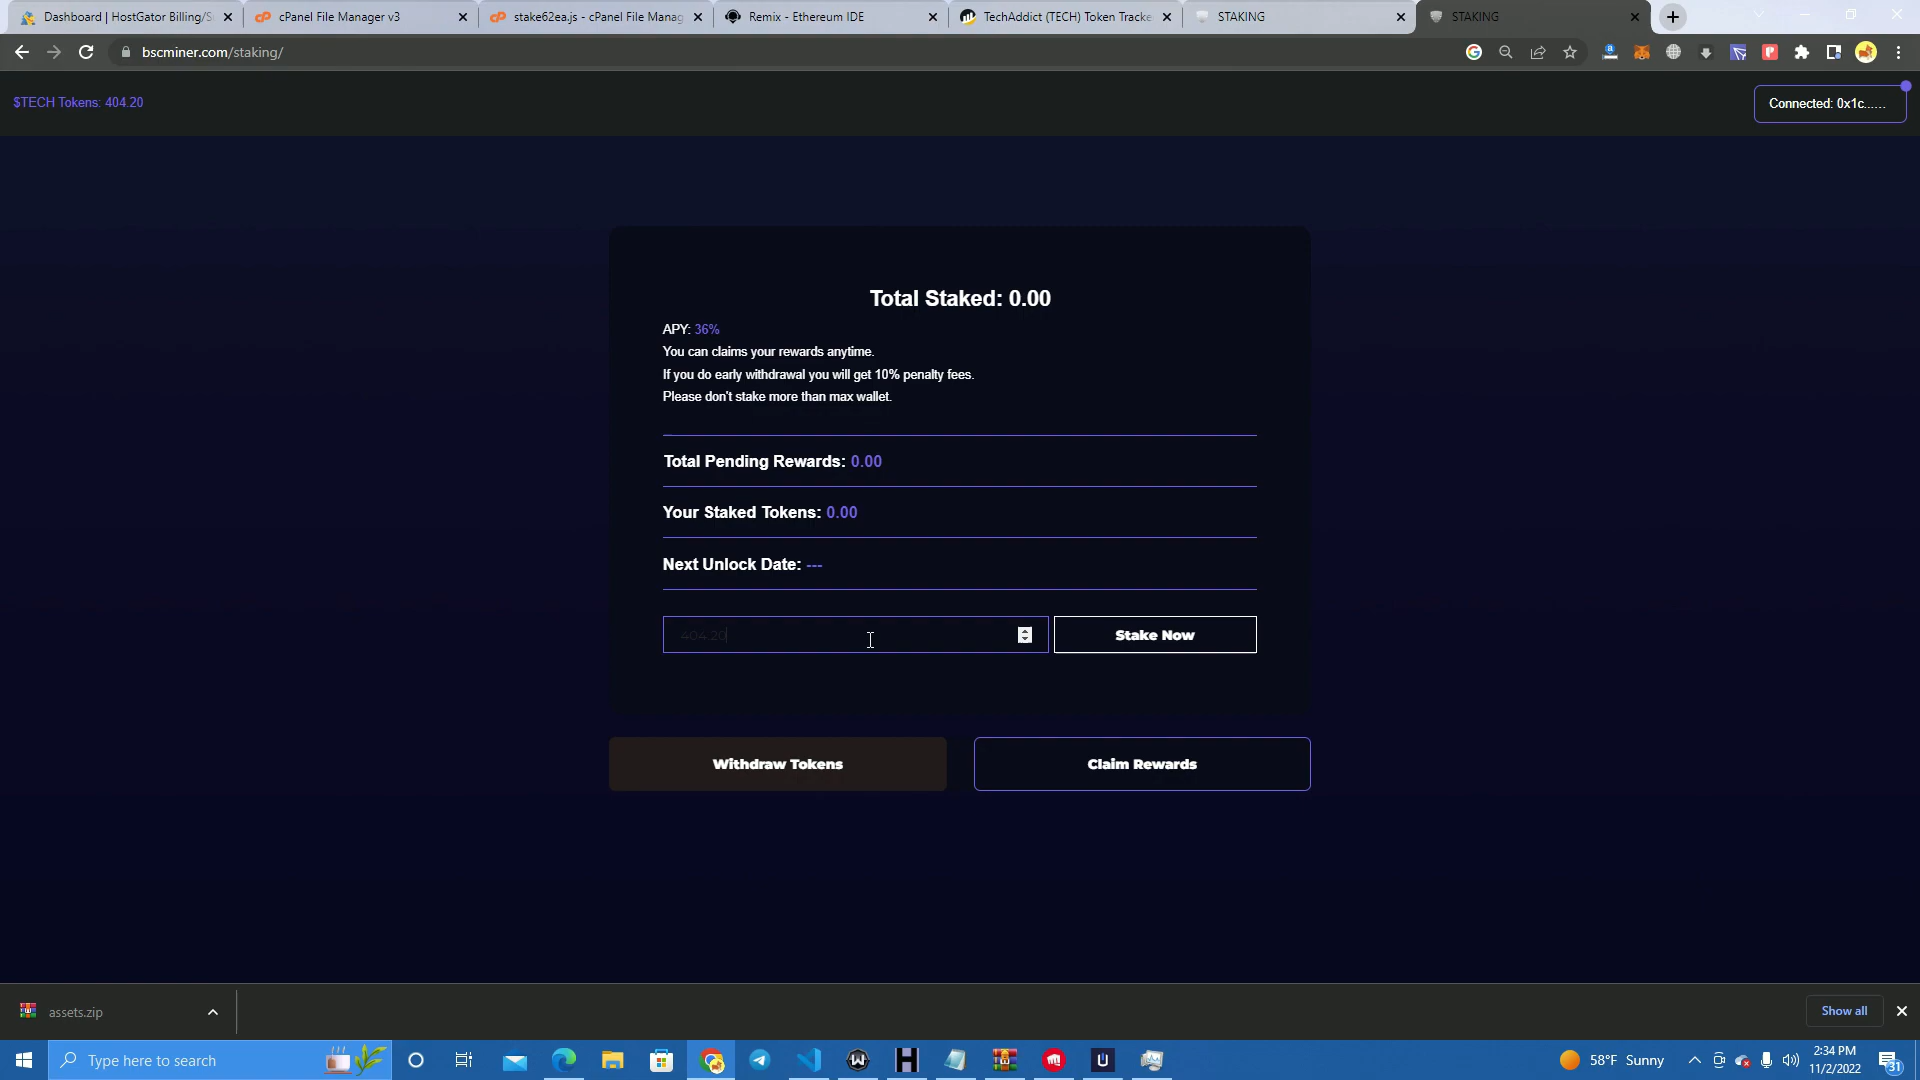 Dashboard | HostGator Billing/S
cPanel File Manager v3
stake62ea.js - cPanel File Manag
Remix - Ethereum IDE
TechAddict (TECH) Token Tracke
STAKING
STAKING
bscminer.com/staking/
$TECH Tokens: 404.20
Connected: 0x1c......
Total Staked: 0.00
APY: 36%
You can claims your rewards anytime.
If you do early withdrawal you will get 10% penalty fees.
Please don't stake more than max wallet.
Total Pending Rewards: 0.00
Your Staked Tokens: 0.00
Next Unlock Date: ---
404.20
Stake Now
Withdraw Tokens
Claim Rewards
assets.zip
Show all
Type here to search
58°F Sunny
2:34 PM
11/2/2022
31